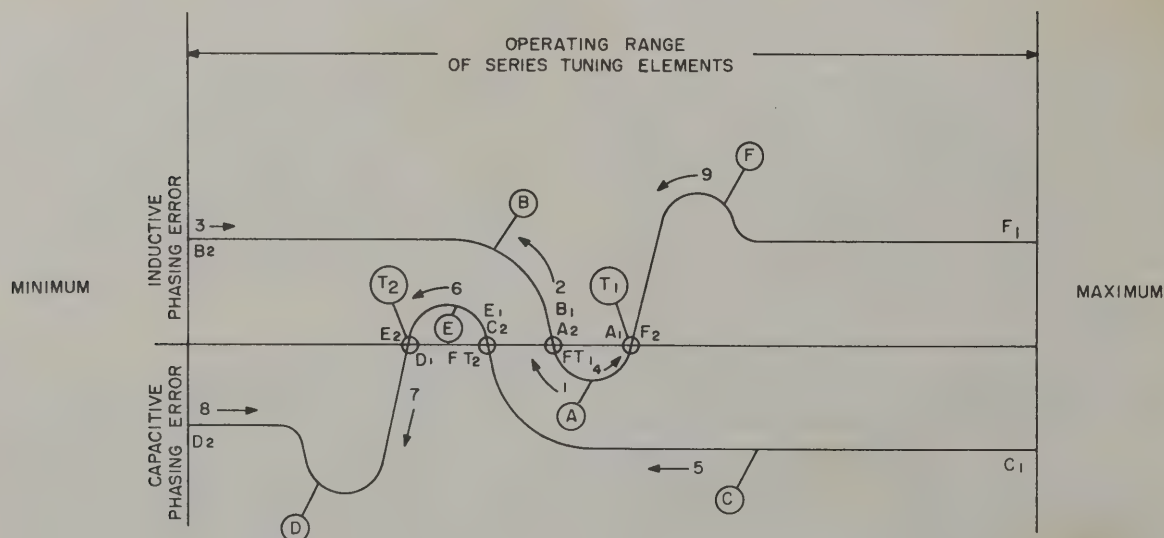 OPERATING RANGE
OF SERIES TUNING ELEMENTS
INDUCTIVE
PHASING ERROR
CAPACITIVE
PHASING ERROR
MINIMUM
MAXIMUM
3
B2
B
9
F
F1
T2
6
2
B1
T1
E1
C2
A2
A1
F2
E2
E
D1
FT2
FT1
4
1
A
7
8
D2
D
5
C
C1